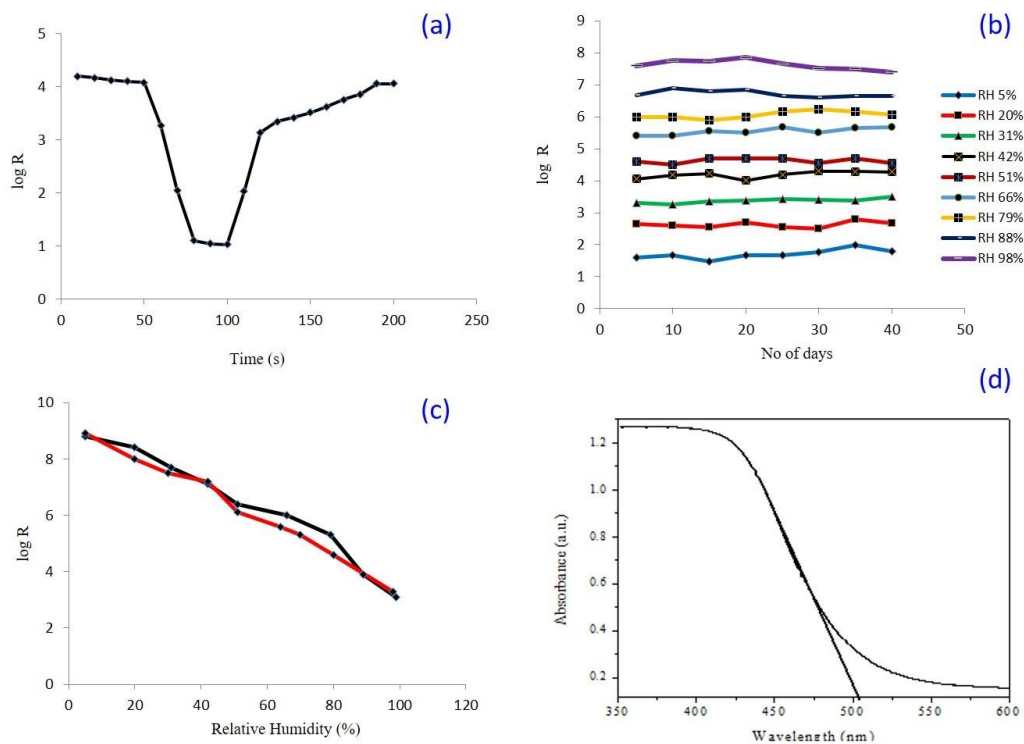 (a)
5
4
3
2
1
0
log R
0 50 100 150 200 250
Time (s)
(b)
9
8
7
6
5
4
3
2
1
0
log R
0 10 20 30 40 50
No of days
RH 5%
RH 20%
RH 31%
RH 42%
RH 51%
RH 66%
RH 79%
RH 88%
RH 98%
(c)
10
8
6
4
2
0
log R
0 20 40 60 80 100 120
Relative Humidity (%)
(d)
1.2
1.0
0.8
0.6
0.4
0.2
Absorbance (a.u.)
350 400 450 500 550 600
Wavelength (nm)